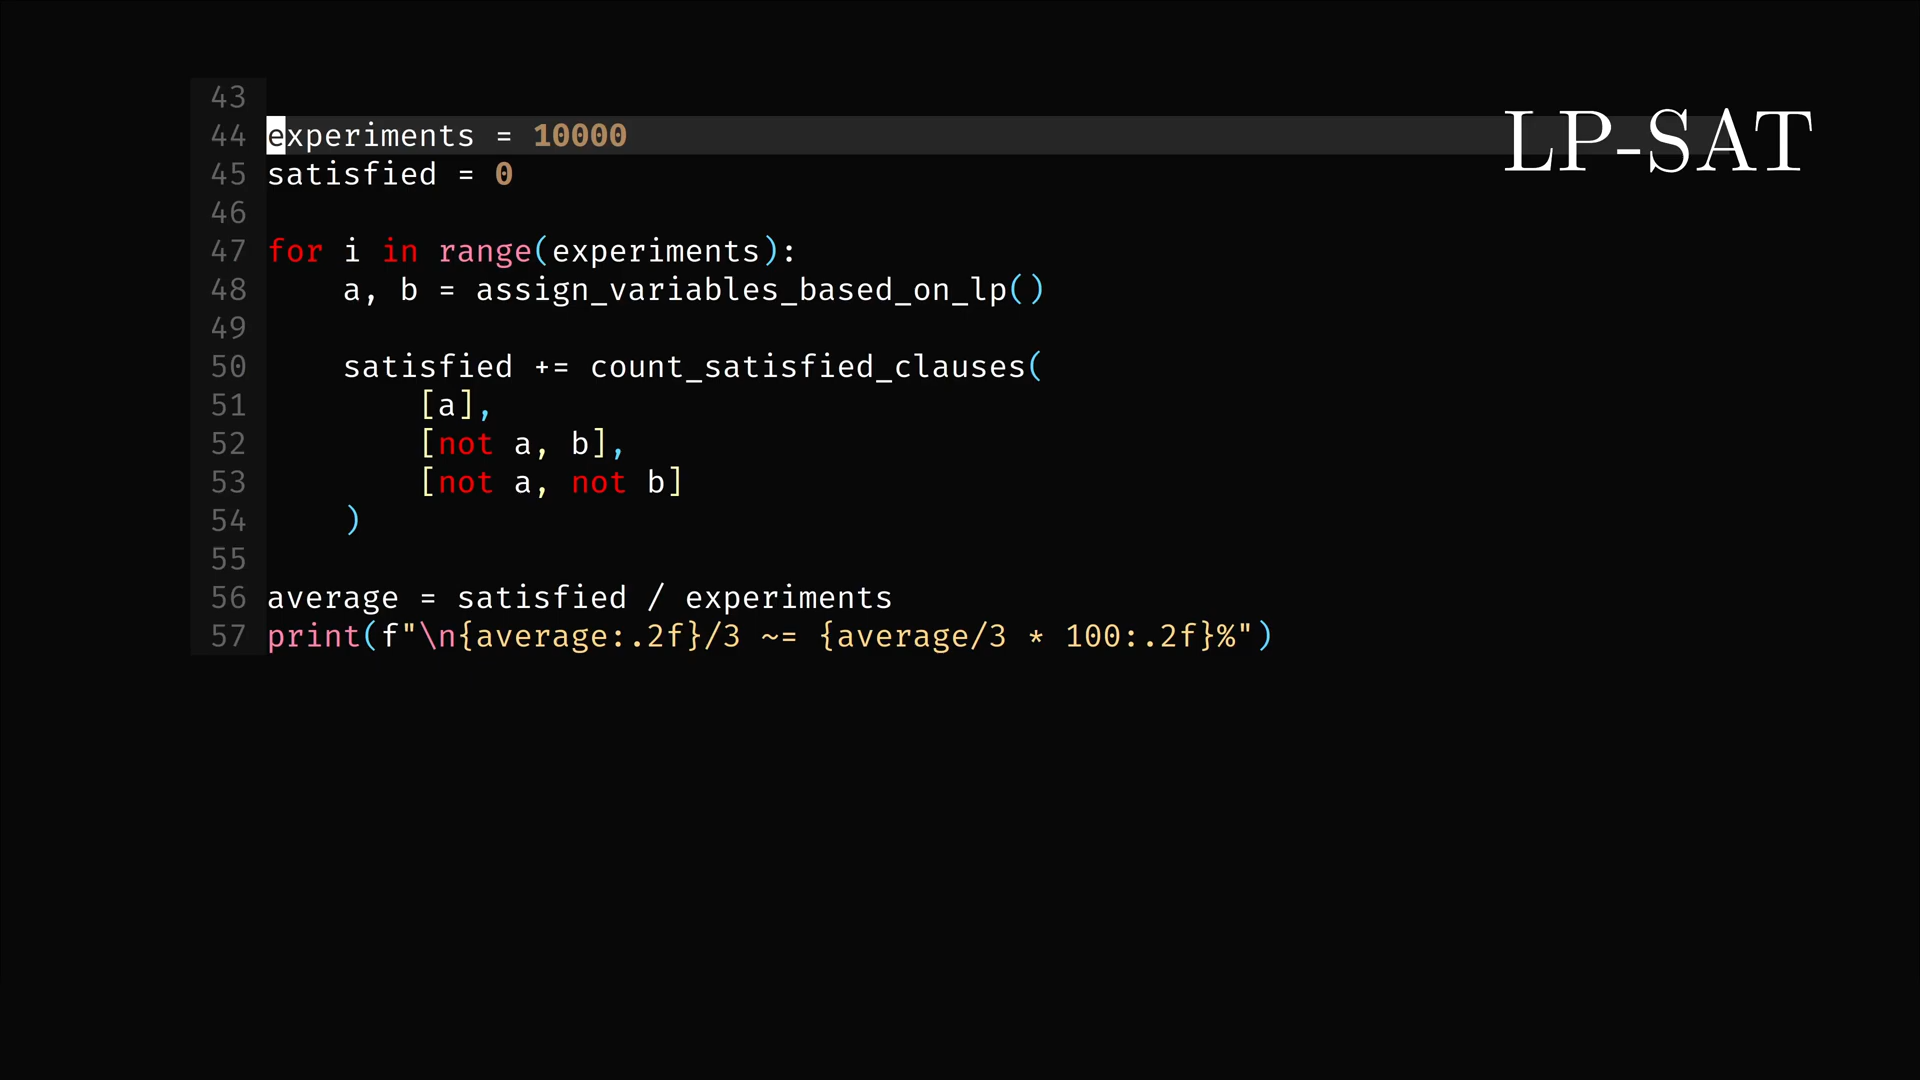 LP-SAT
43
44 experiments = 10000
45 satisfied = 0
46
47 for i in range(experiments):
48     a, b = assign_variables_based_on_lp()
49
50     satisfied += count_satisfied_clauses(
51         [a],
52         [not a, b],
53         [not a, not b]
54     )
55
56 average = satisfied / experiments
57 print(f"\n{average:.2f}/3 ~= {average/3 * 100:.2f}%")